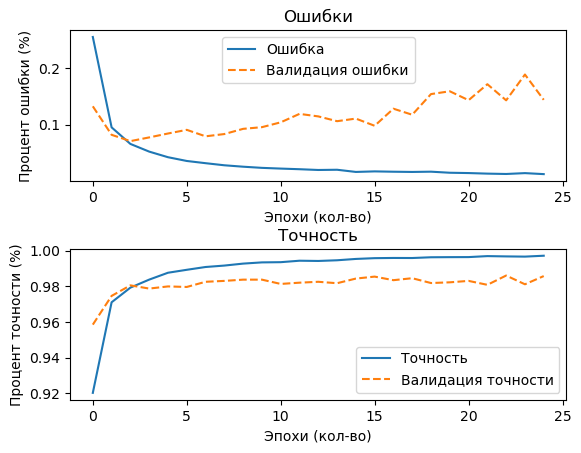 Ошибки
Процент ошибки (%)
0.2
0.1
Ошибка
Валидация ошибки
0 5 10 15 20 25
Эпохи (кол-во)
Точность
Процент точности (%)
1.00
0.98
0.96
0.94
0.92
Точность
Валидация точности
0 5 10 15 20 25
Эпохи (кол-во)